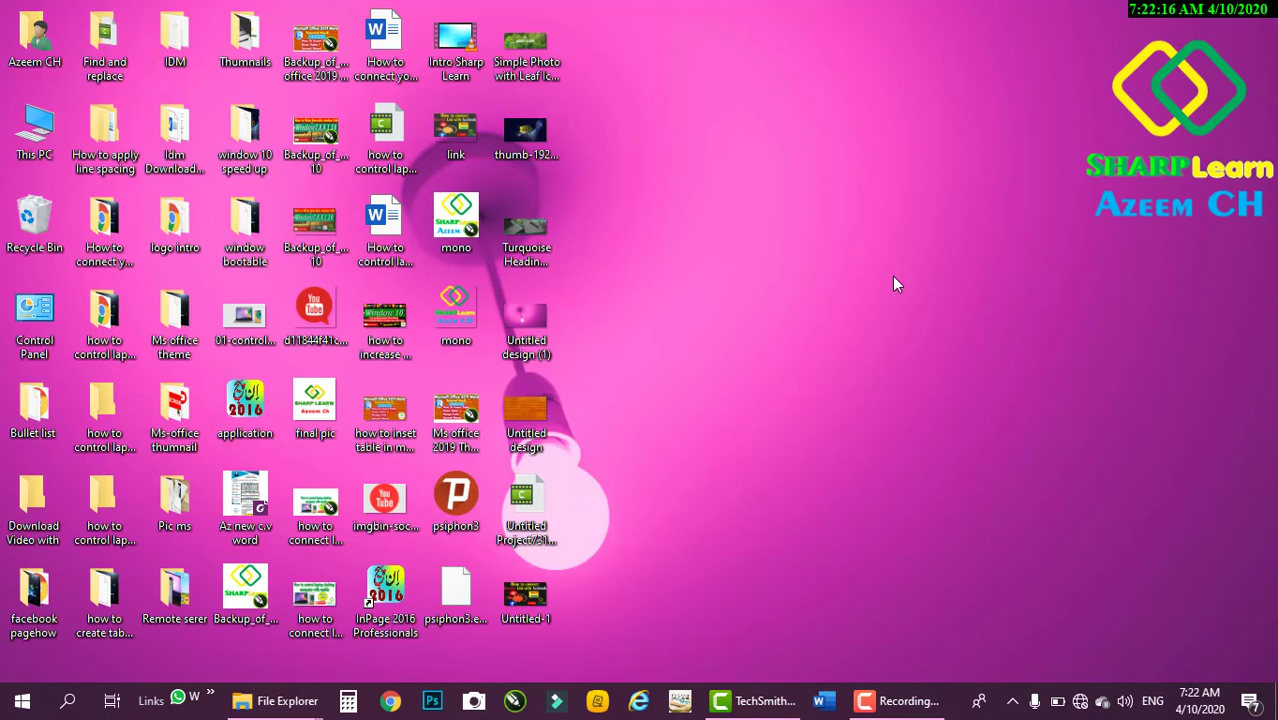 7:22:16 AM 4/10/2020
SHARP Learn
Azeem CH
Azeem CH
Find and
replace
IDM
Thumnails
Backup_of_...
office 2019 ...
How to
connect yo...
Intro Sharp
Learn
Simple Photo
with Leaf Ic...
This PC
How to apply
line spacing
Idm
Download...
window 10
speed up
Backup_of_...
10
how to
control lap...
link
thumb-192...
Recycle Bin
How to
connect y...
logo intro
window
bootable
Backup_of_...
10
How to
control la...
mono
Turquoise
Headin...
Control
Panel
how to
control lap...
Ms office
theme
01-control...
d11844f41c...
how to
increase ...
mono
Untitled
design (1)
Bullet list
how to
control lap...
Ms-office
thumnail
application
final pic
how to inset
table in m...
Ms office
2019 Th...
Untitled
design
Download
Video with
how to
control lap...
Pic ms
Az new c.v
word
how to
connect l...
imgbin-soc...
psiphon3
Untitled
Project731...
facebook
pagehow
how to
create tab...
Remote serer
Backup_of_...
how to
connect l...
InPage 2016
Professionals
psiphon3.e...
Untitled-1
Links
W
»
File Explorer
TechSmith...
Recording...
ENG
7:22 AM
4/10/2020
7